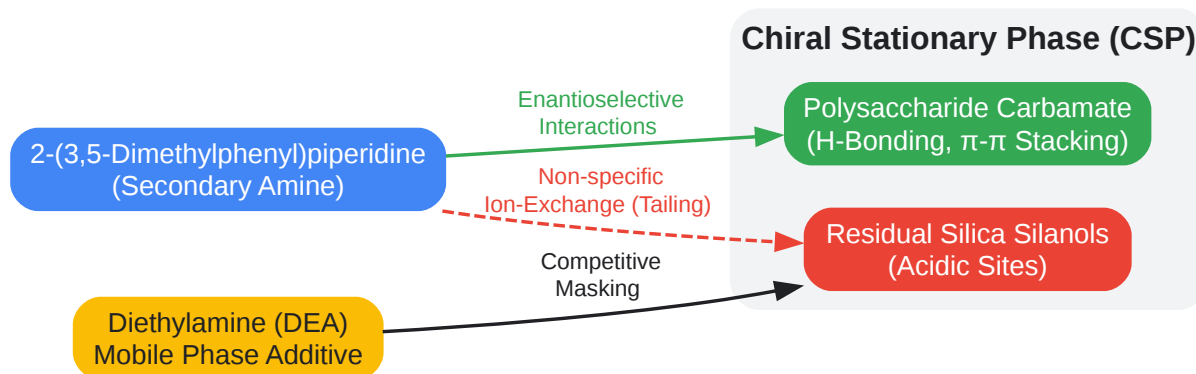 Chiral Stationary Phase (CSP)
Enantioselective
Interactions
Polysaccharide Carbamate
(H-Bonding, π-π Stacking)
2-(3,5-Dimethylphenyl)piperidine
(Secondary Amine)
Non-specific
Ion-Exchange (Tailing)
Residual Silica Silanols
(Acidic Sites)
Competitive
Masking
Diethylamine (DEA)
Mobile Phase Additive